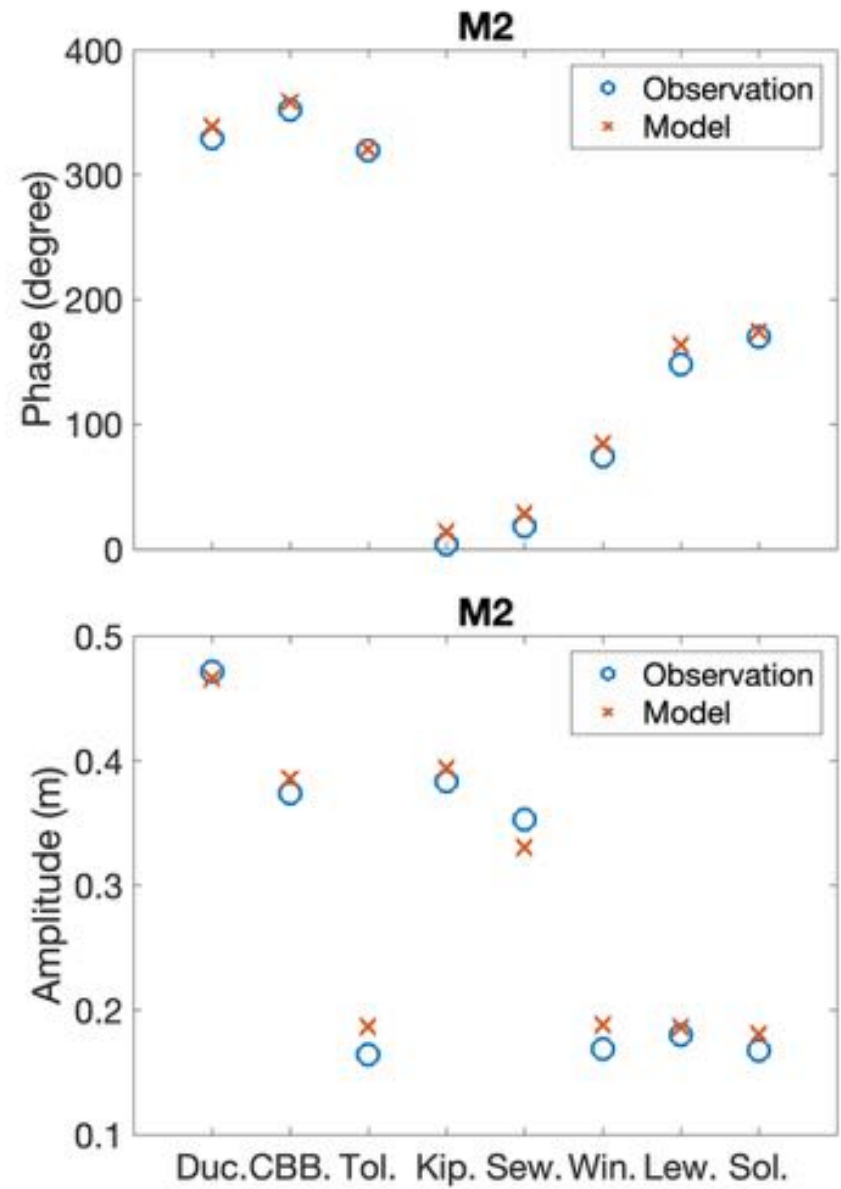 M2
400
300
200
100
0
Phase (degree)
Observation
Model
M2
0.5
0.4
0.3
0.2
0.1
Amplitude (m)
Observation
Model
Duc. CBB. Tol. Kip. Sew. Win. Lew. Sol.